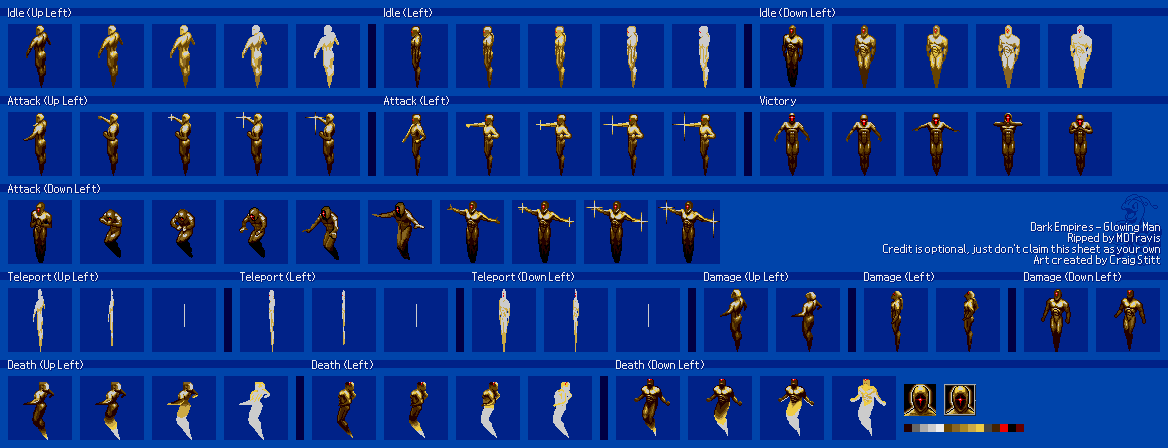 Idle (Up Left)
Idle (Left)
Idle (Down Left)
Attack (Up Left)
Attack (Left)
Victory
Attack (Down Left)
Dark Empires - Glowing Man
Ripped by MDTravis
Credit is optional, just don't claim this sheet as your own
Art created by Craig Stitt
Teleport (Up Left)
Teleport (Left)
Teleport (Down Left)
Damage (Up Left)
Damage (Left)
Damage (Down Left)
Death (Up Left)
Death (Left)
Death (Down Left)